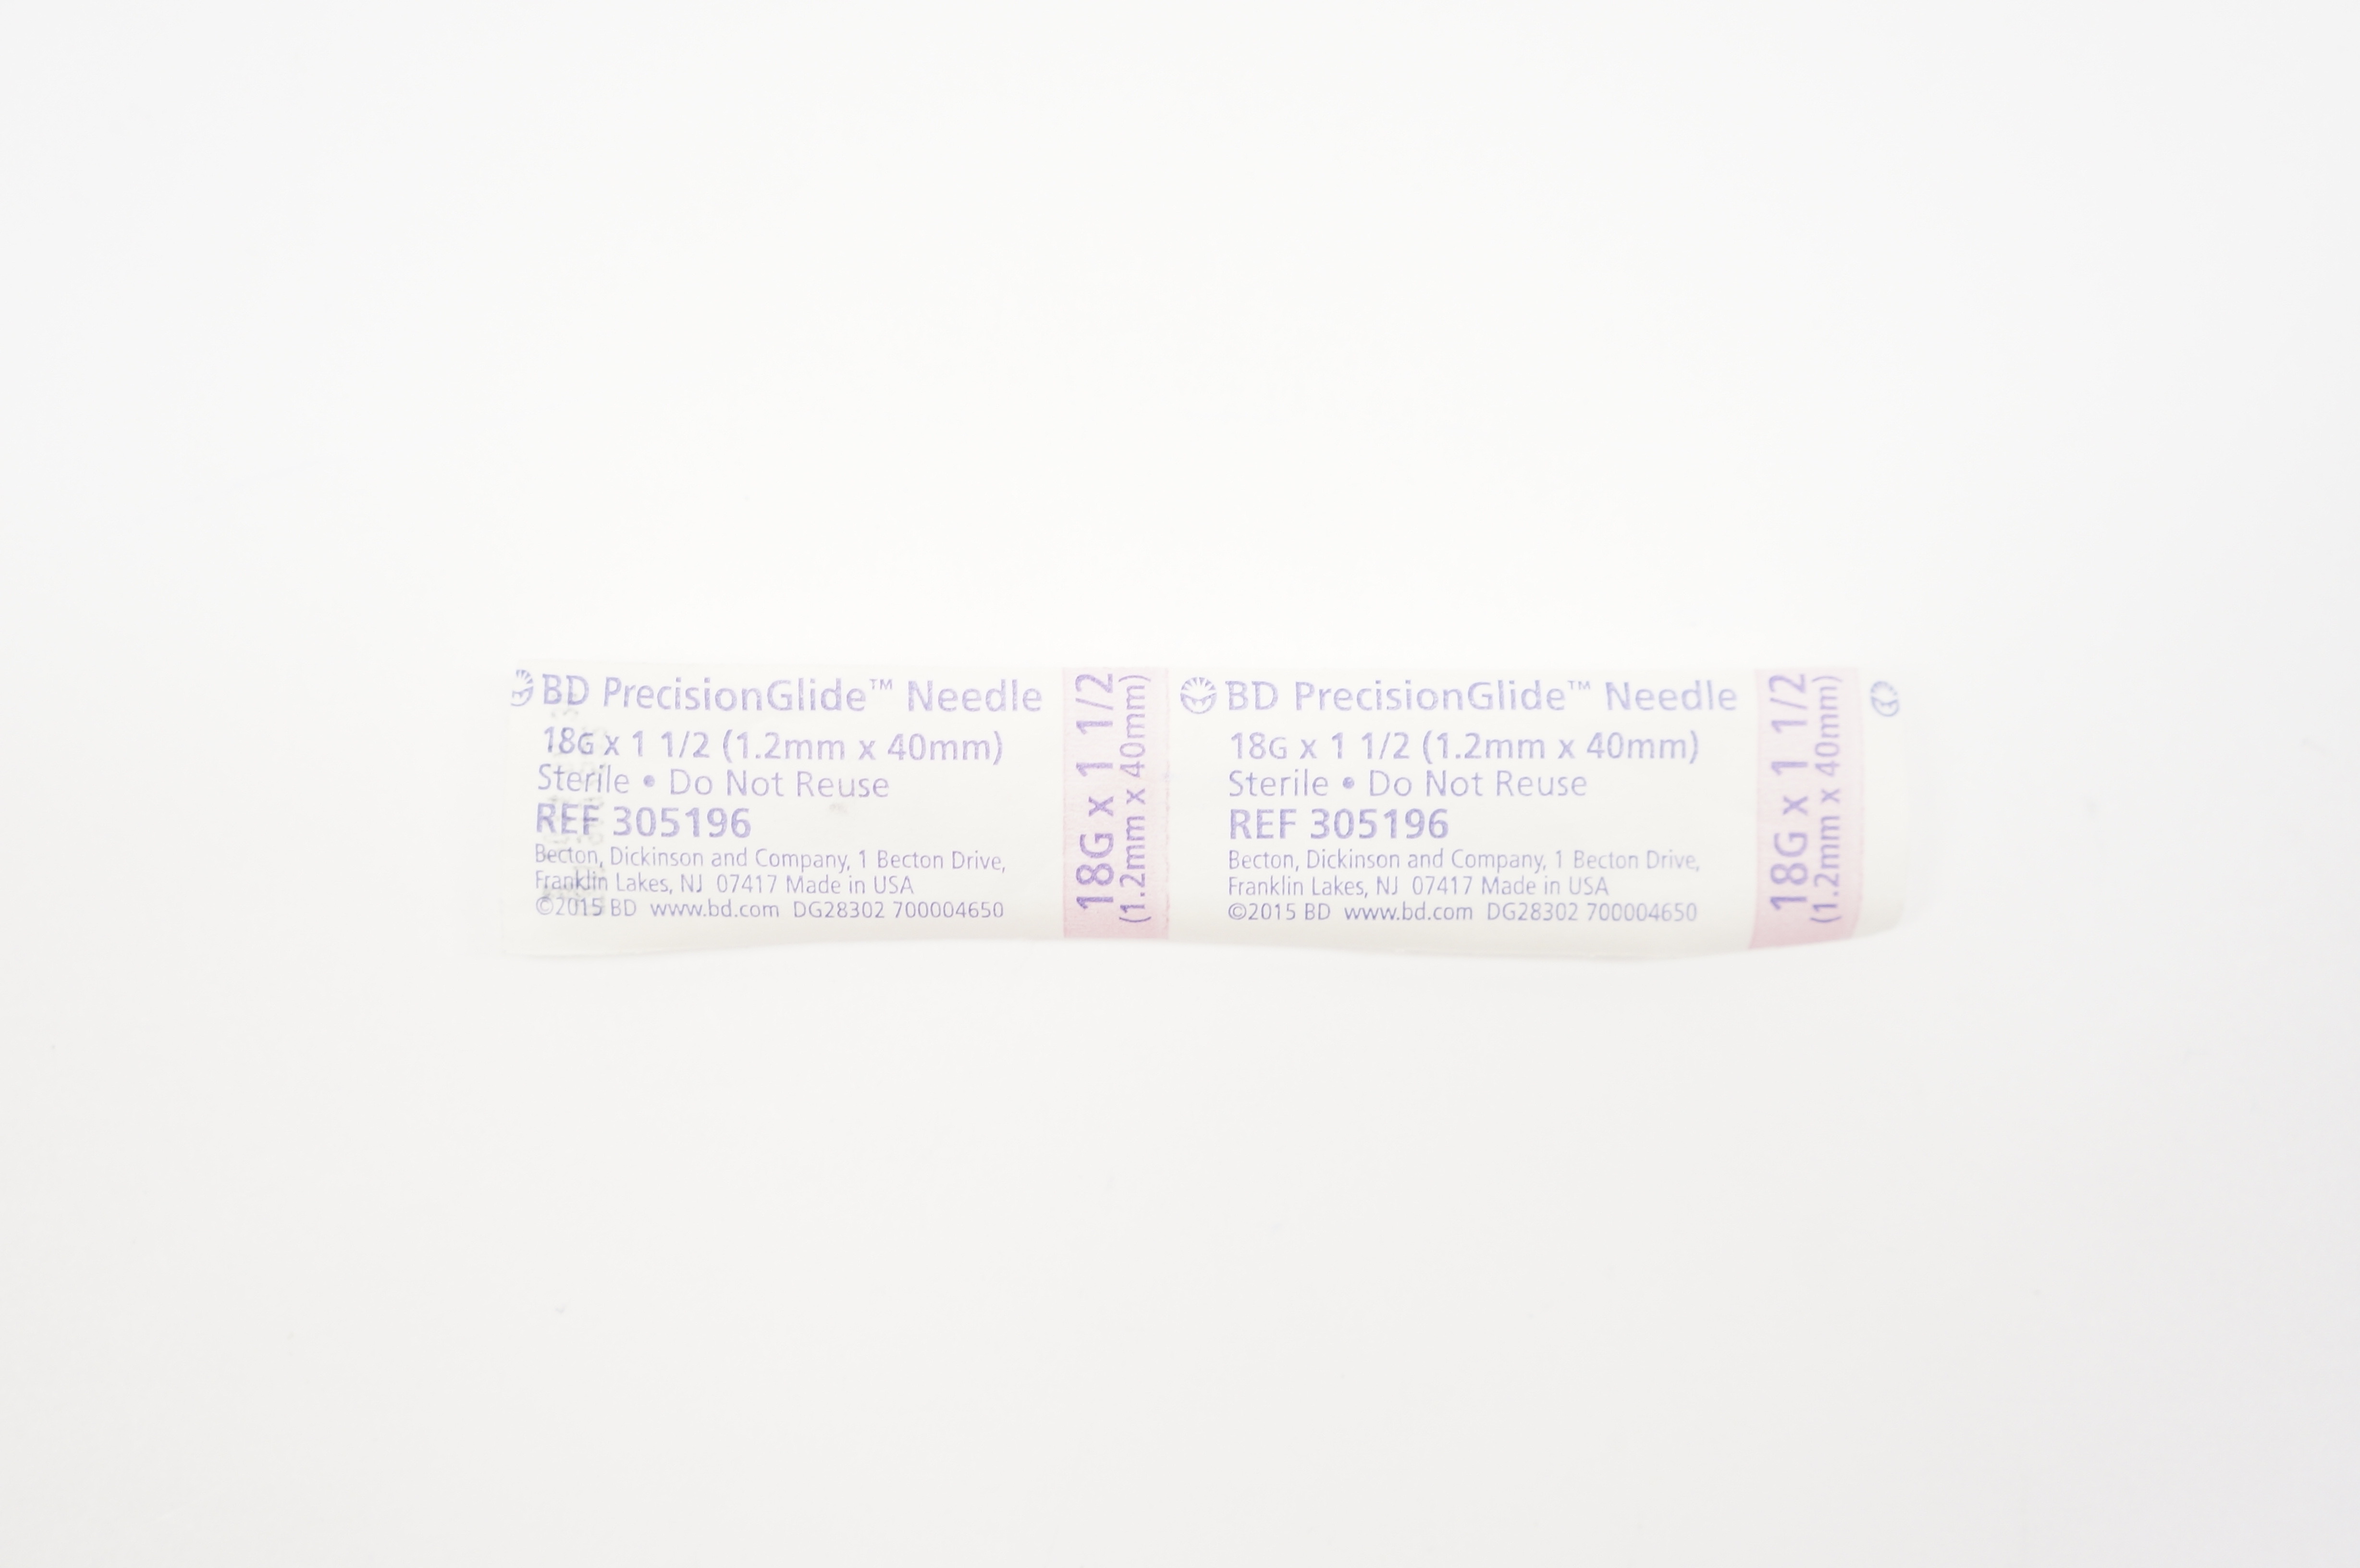 BD PrecisionGlide™ Needle
18G x 1 1/2 (1.2mm x 40mm)
Sterile • Do Not Reuse
REF 305196
Becton, Dickinson and Company, 1 Becton Drive,
Franklin Lakes, NJ 07417 Made in USA
©2015 BD www.bd.com DG28302 700004650
18G x 1 1/2
(1.2mm x 40mm)
BD PrecisionGlide™ Needle
18G x 1 1/2 (1.2mm x 40mm)
Sterile • Do Not Reuse
REF 305196
Becton, Dickinson and Company, 1 Becton Drive,
Franklin Lakes, NJ 07417 Made in USA
©2015 BD www.bd.com DG28302 700004650
18G x 1 1/2
(1.2mm x 40mm)